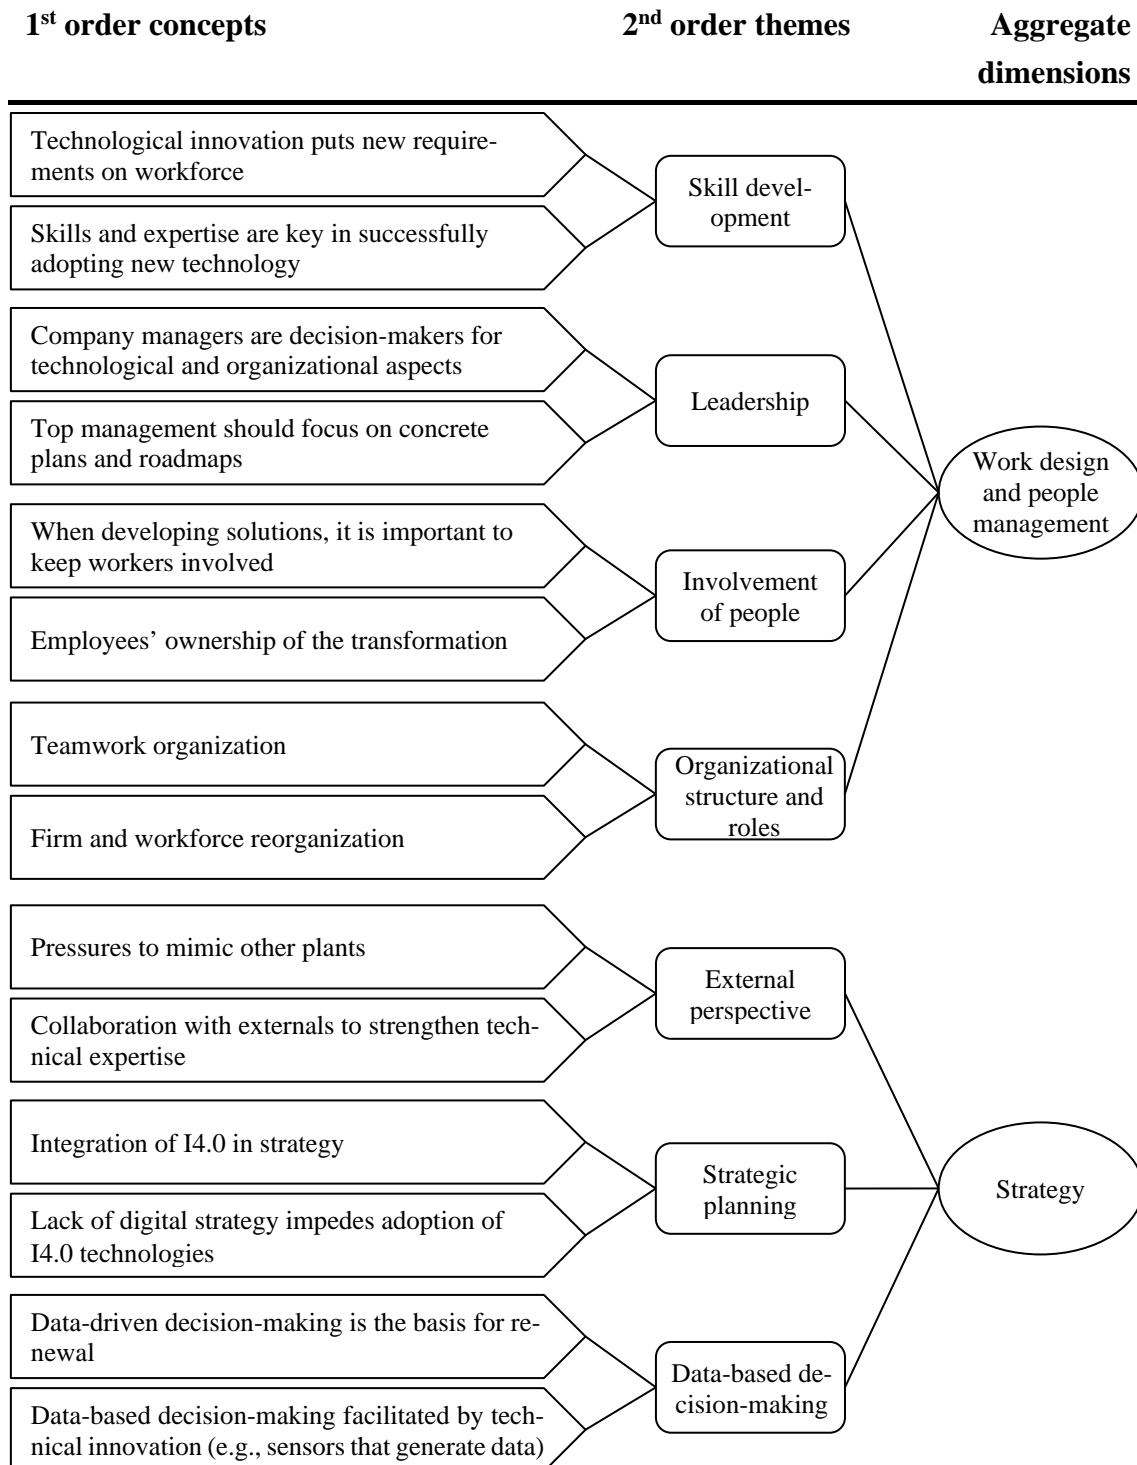 1st order concepts
2nd order themes
Aggregate
dimensions
Technological innovation puts new require-
ments on workforce
Skills and expertise are key in successfully
adopting new technology
Skill devel-
opment
Company managers are decision-makers for
technological and organizational aspects
Top management should focus on concrete
plans and roadmaps
Leadership
When developing solutions, it is important to
keep workers involved
Employees’ ownership of the transformation
Involvement
of people
Teamwork organization
Firm and workforce reorganization
Organizational
structure and
roles
Work design
and people
management
Pressures to mimic other plants
Collaboration with externals to strengthen tech-
nical expertise
External
perspective
Integration of I4.0 in strategy
Lack of digital strategy impedes adoption of
I4.0 technologies
Strategic
planning
Data-driven decision-making is the basis for re-
newal
Data-based decision-making facilitated by tech-
nical innovation (e.g., sensors that generate data)
Data-based de-
cision-making
Strategy